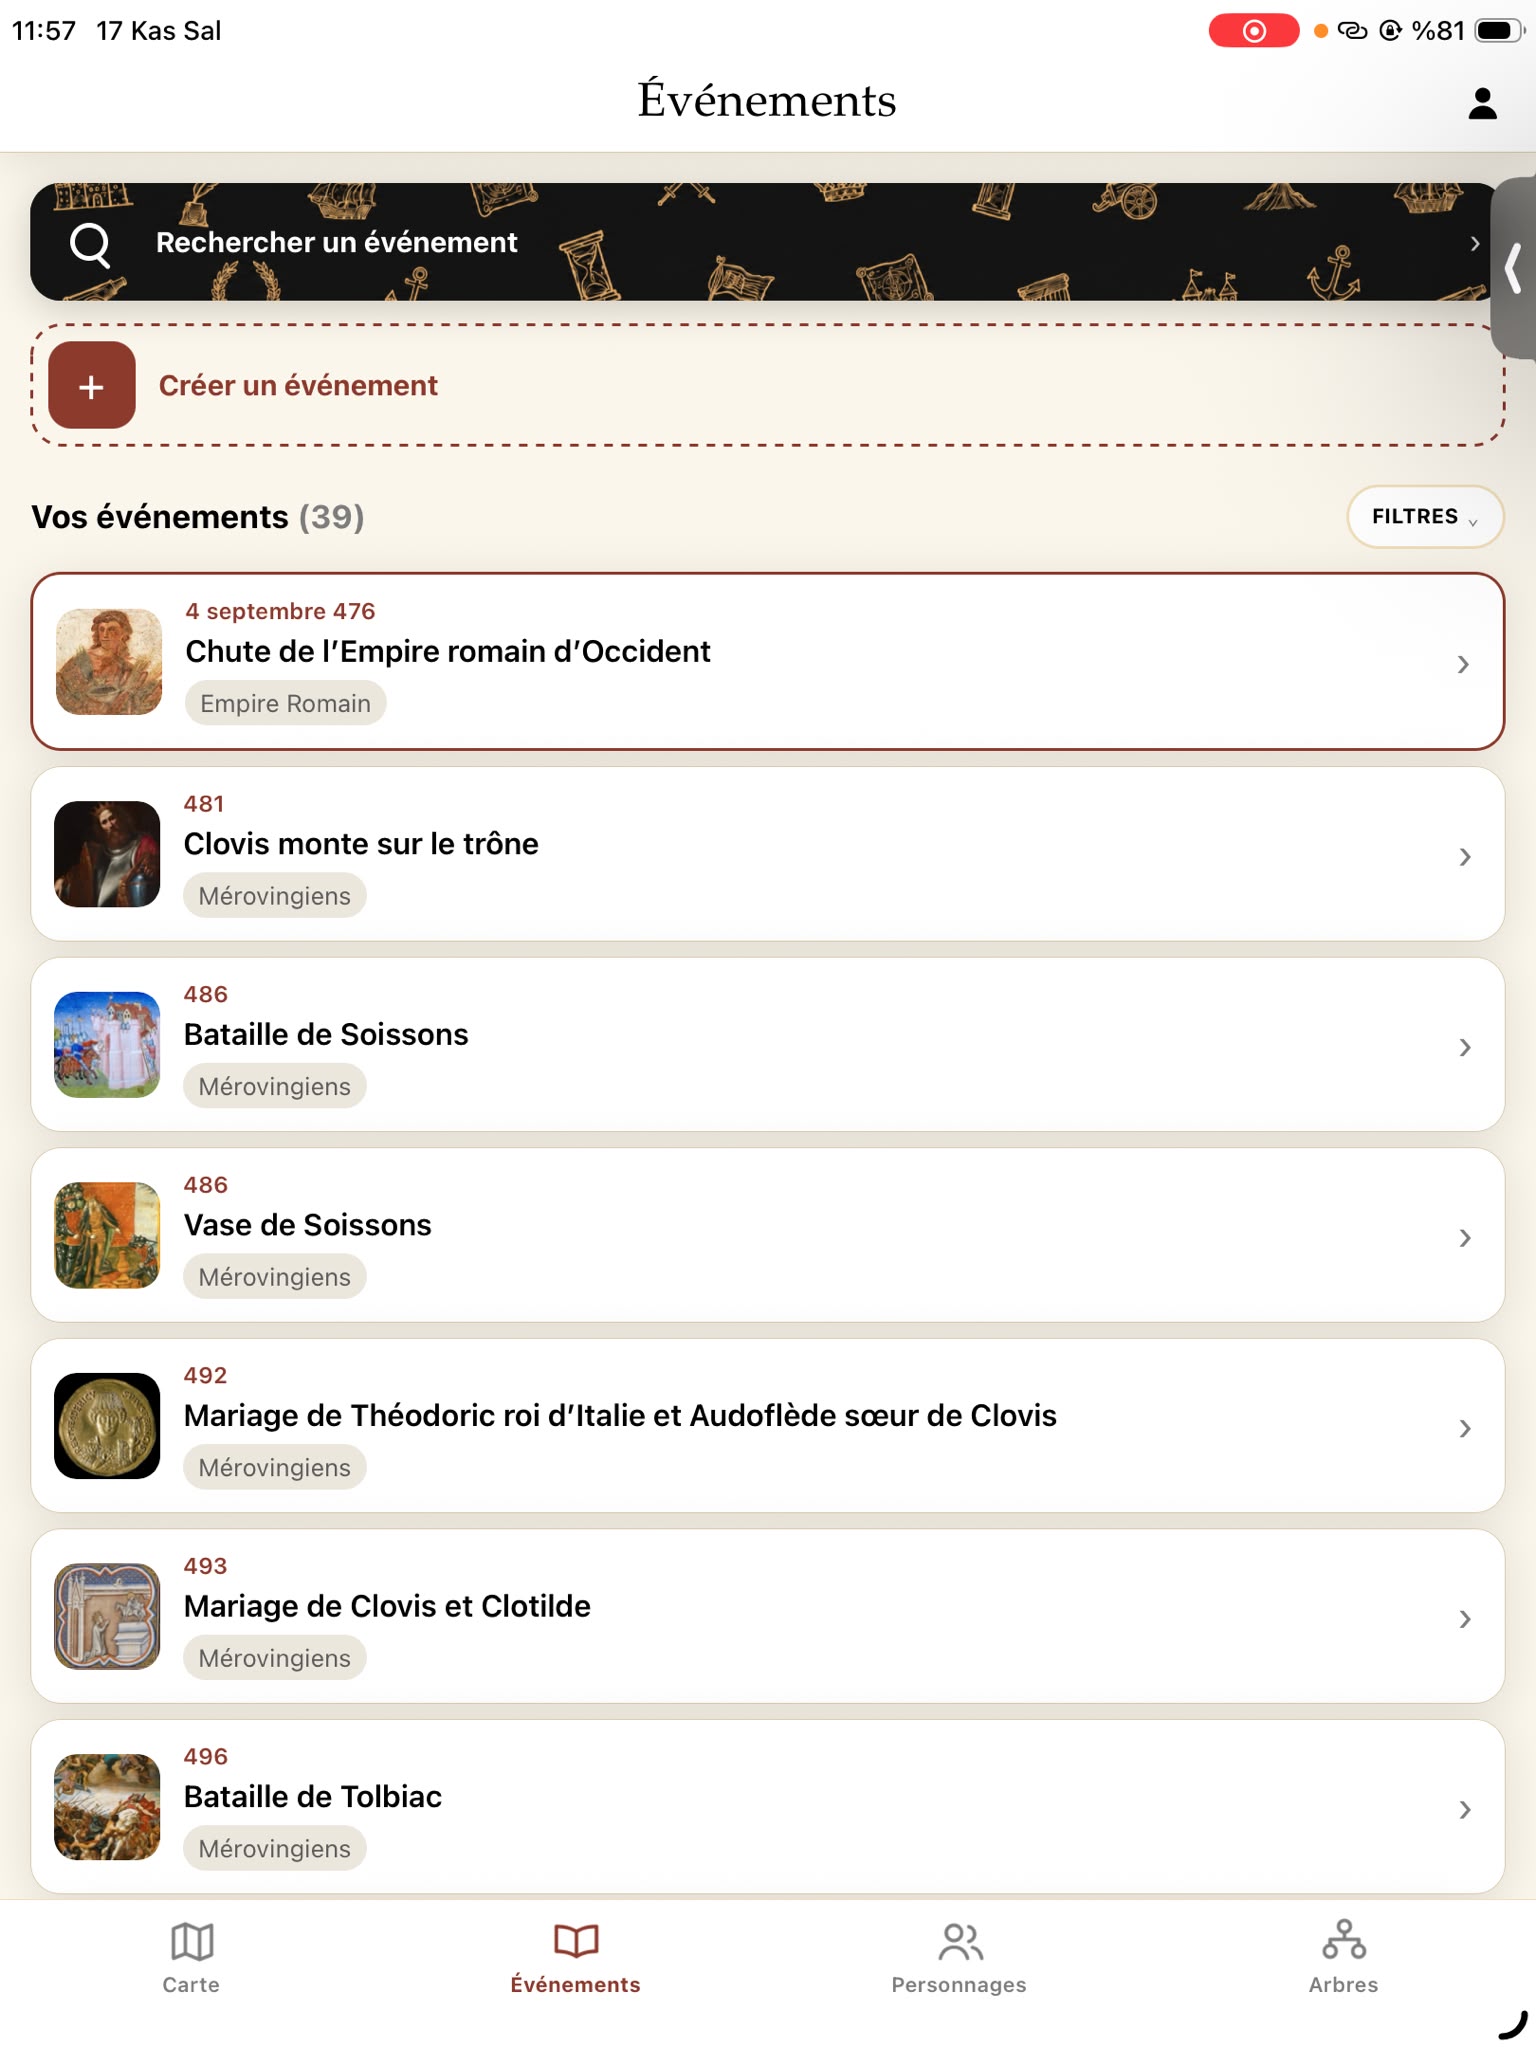 11:57 17 Kas Sal
%81
Événements
Rechercher un événement
+ Créer un événement
Vos événements (39)
FILTRES
4 septembre 476
Chute de l’Empire romain d’Occident
Empire Romain
481
Clovis monte sur le trône
Mérovingiens
486
Bataille de Soissons
Mérovingiens
486
Vase de Soissons
Mérovingiens
492
Mariage de Théodoric roi d’Italie et Audoflède sœur de Clovis
Mérovingiens
493
Mariage de Clovis et Clotilde
Mérovingiens
496
Bataille de Tolbiac
Mérovingiens
Carte
Événements
Personnages
Arbres